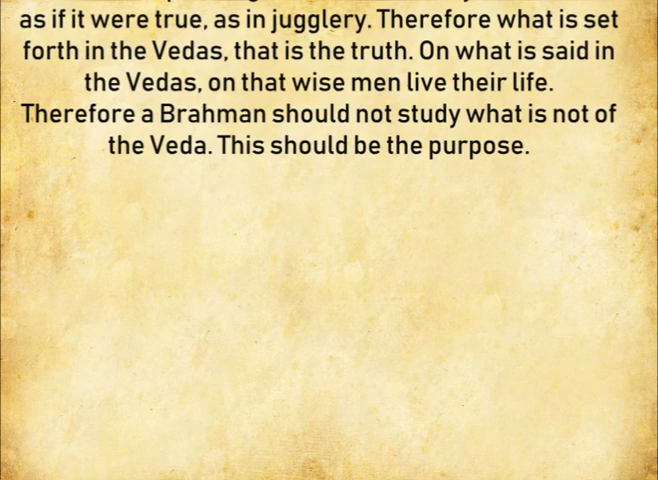 as if it were true, as in jugglery. Therefore what is set
forth in the Vedas, that is the truth. On what is said in
the Vedas, on that wise men live their life.
Therefore a Brahman should not study what is not of
the Veda. This should be the purpose.